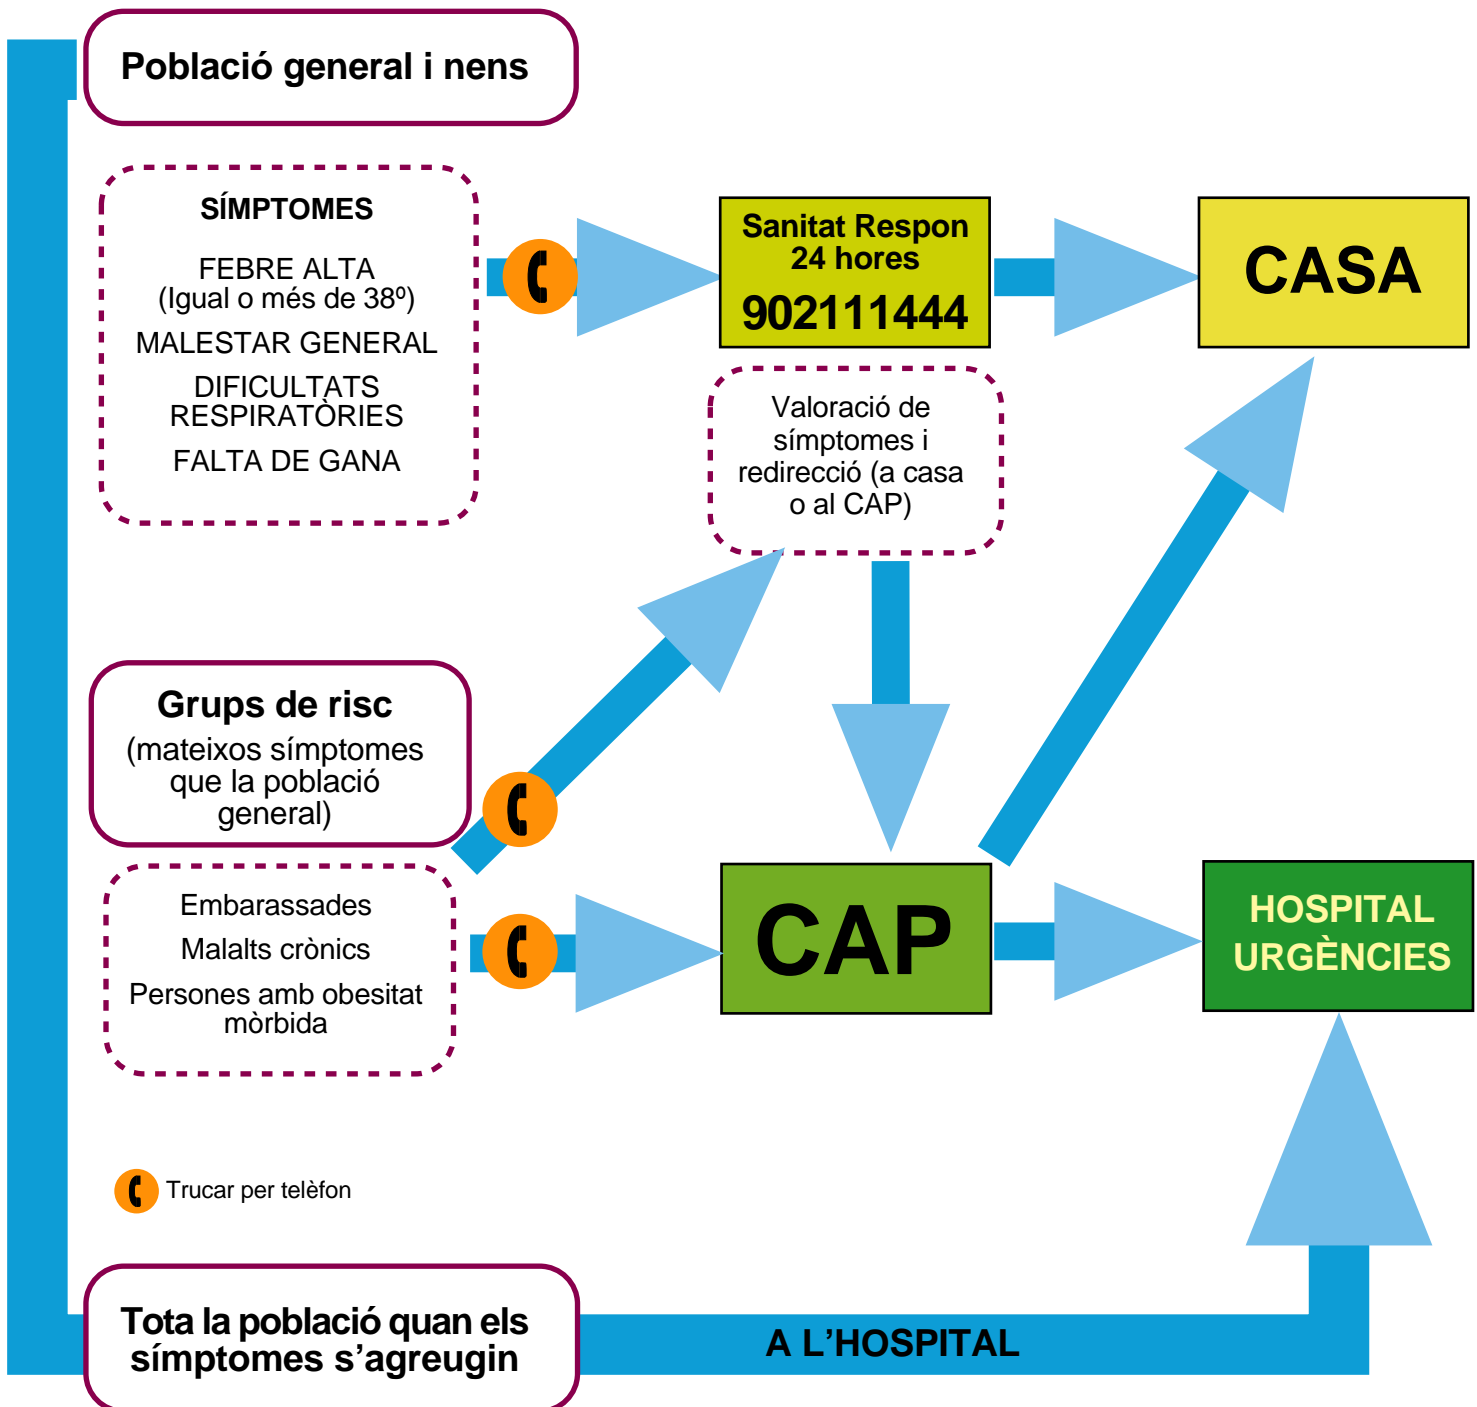 Població general i nens
SÍMPTOMES
FEBRE ALTA
(Igual o més de 38º)
MALESTAR GENERAL
DIFICULTATS
RESPIRATÒRIES
FALTA DE GANA
Sanitat Respon
24 hores
902111444
CASA
Valoració de
símptomes i
redirecció (a casa
o al CAP)
Grups de risc
(mateixos símptomes
que la població
general)
Embarassades
Malalts crònics
Persones amb obesitat
mòrbida
CAP
HOSPITAL
URGÈNCIES
Trucar per telèfon
Tota la població quan els
símptomes s’agreugin
A L’HOSPITAL